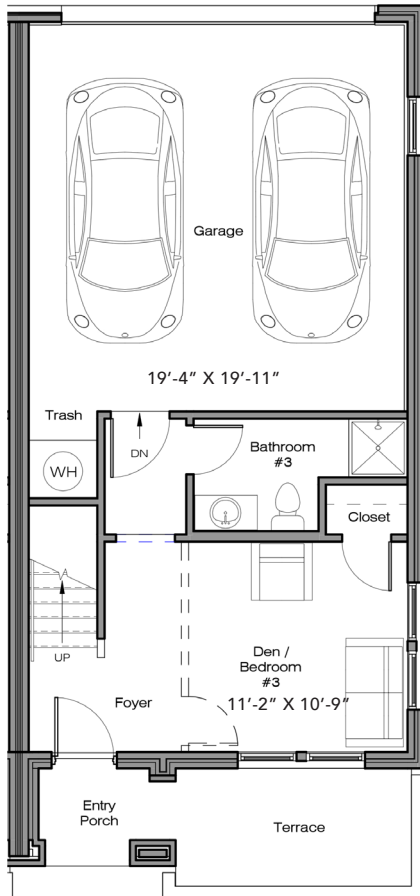 Garage
19'-4" X 19'-11"
Trash
DN
WH
Bathroom
#3
Closet
UP
Den /
Bedroom
#3
11'-2" X 10'-9"
Foyer
Entry
Porch
Terrace